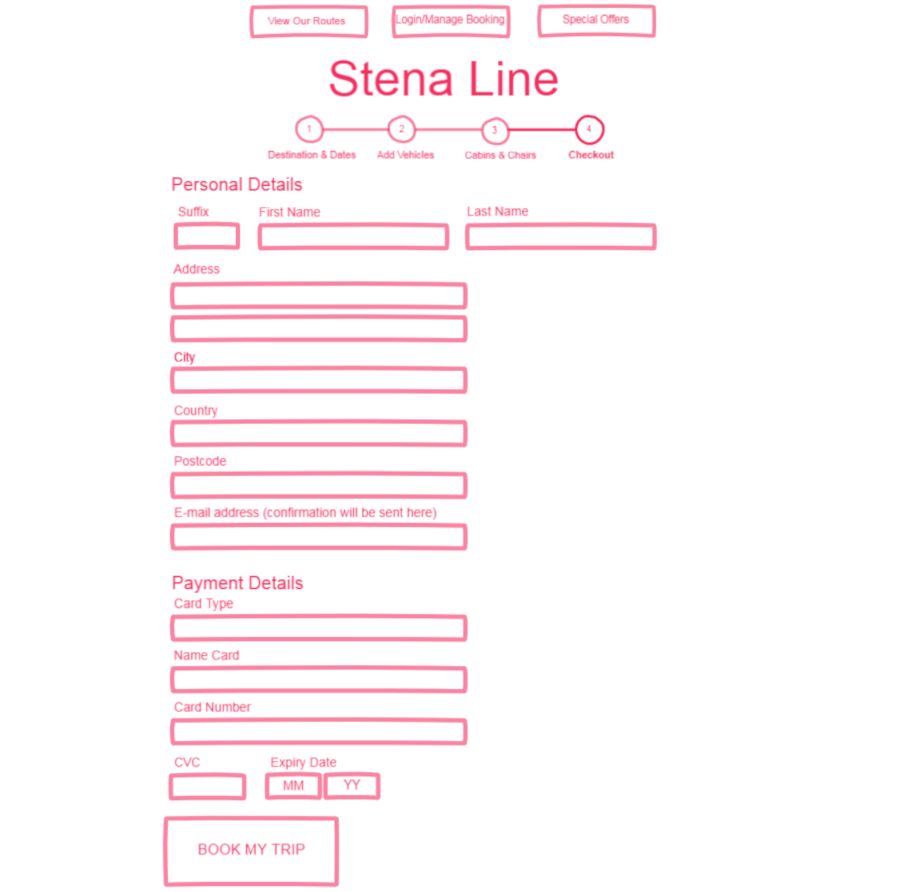 View Our Routes
Login/Manage Booking
Special Offers
Stena Line
1
2
3
4
Destination & Dates
Add Vehicles
Cabins & Chairs
Checkout
Personal Details
Suffix
First Name
Last Name
Address
City
Country
Postcode
E-mail address (confirmation will be sent here)
Payment Details
Card Type
Name Card
Card Number
CVC
Expiry Date
MM
YY
BOOK MY TRIP